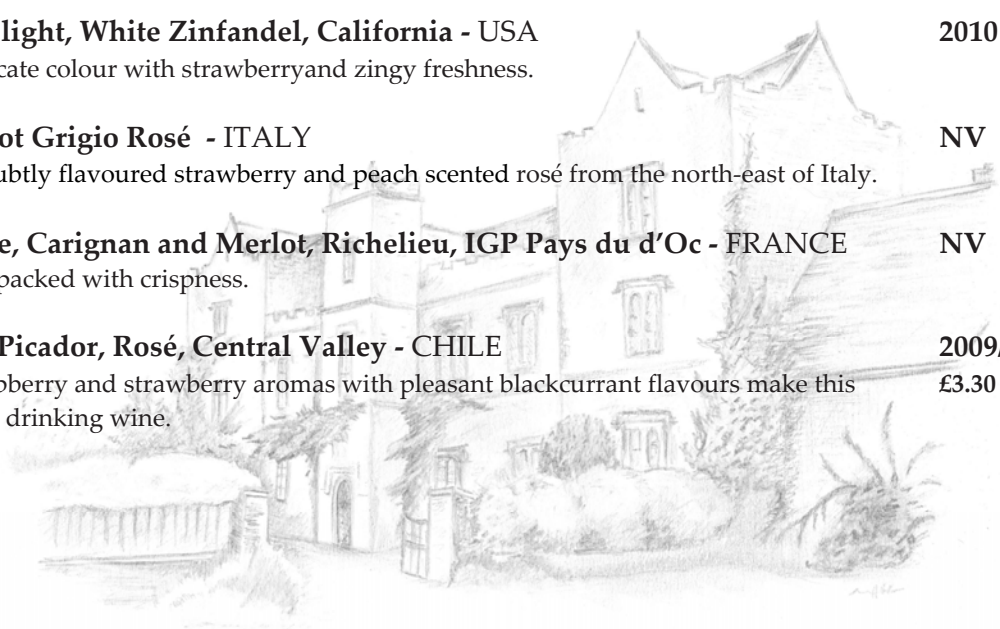 light, White Zinfandel, California - USA 2010
cate colour with strawberryand zingy freshness.
ot Grigio Rosé - ITALY NV
ubtly flavoured strawberry and peach scented rosé from the north-east of Italy.
e, Carignan and Merlot, Richelieu, IGP Pays du d’Oc - FRANCE NV
packed with crispness.
Picador, Rosé, Central Valley - CHILE 2009/
pberry and strawberry aromas with pleasant blackcurrant flavours make this £3.30
drinking wine.